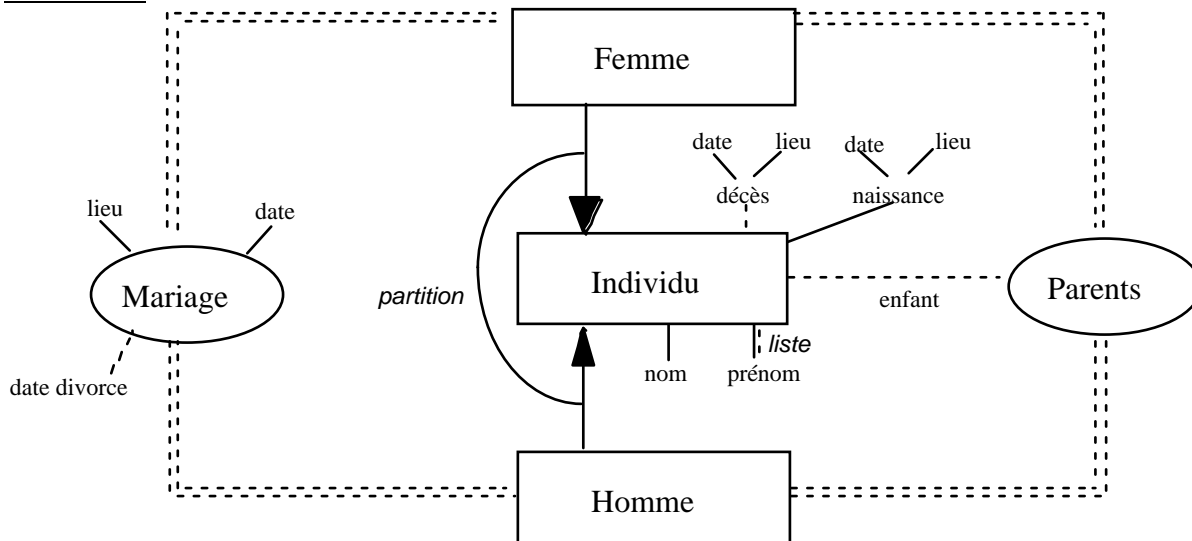 Femme
date
lieu
date
lieu
décès
naissance
lieu
date
Mariage
partition
Individu
enfant
Parents
liste
date divorce
nom
prénom
Homme